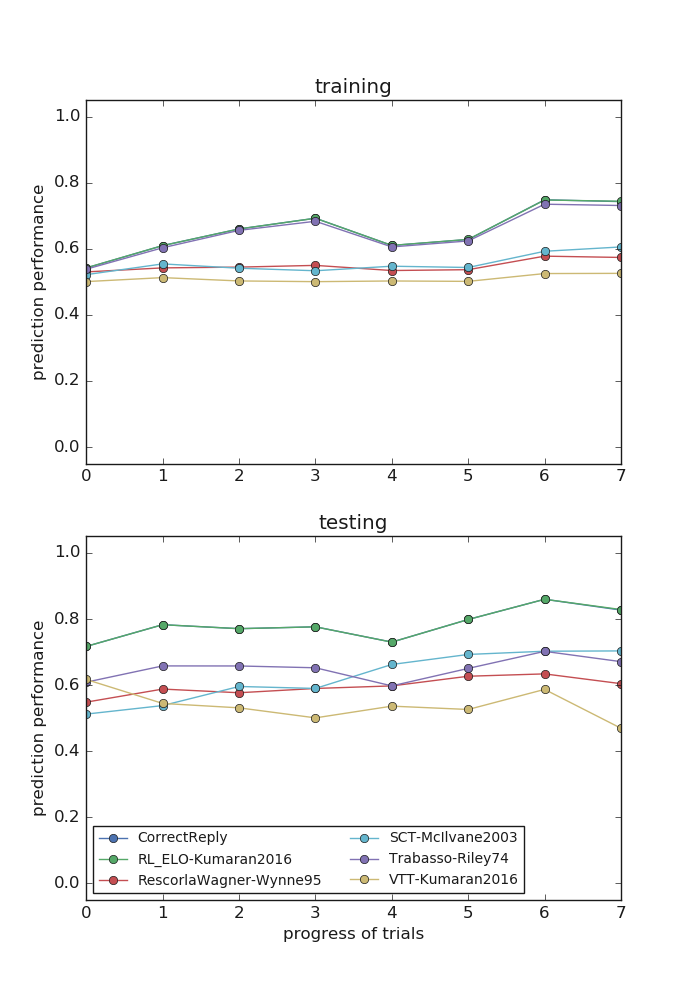 training
prediction performance
1.0
0.8
0.6
0.4
0.2
0.0
0 1 2 3 4 5 6 7
testing
prediction performance
1.0
0.8
0.6
0.4
0.2
0.0
CorrectReply
RL_ELO-Kumaran2016
RescorlaWagner-Wynne95
SCT-McIlvane2003
Trabasso-Riley74
VTT-Kumaran2016
0 1 2 3 4 5 6 7
progress of trials